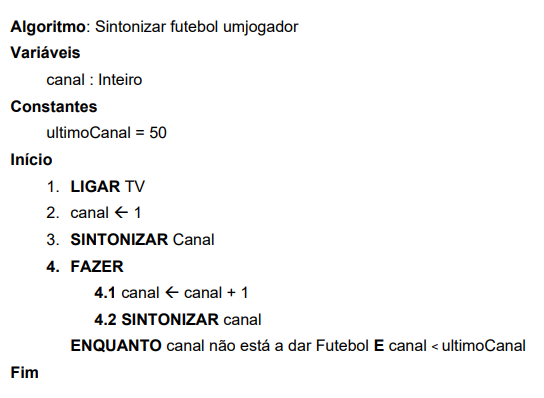 Algoritmo: Sintonizar futebol umjogador
Variáveis
canal : Inteiro
Constantes
ultimoCanal = 50
Início
1. LIGAR TV
2. canal ← 1
3. SINTONIZAR Canal
4. FAZER
4.1 canal ← canal + 1
4.2 SINTONIZAR canal
ENQUANTO canal não está a dar Futebol E canal < ultimoCanal
Fim